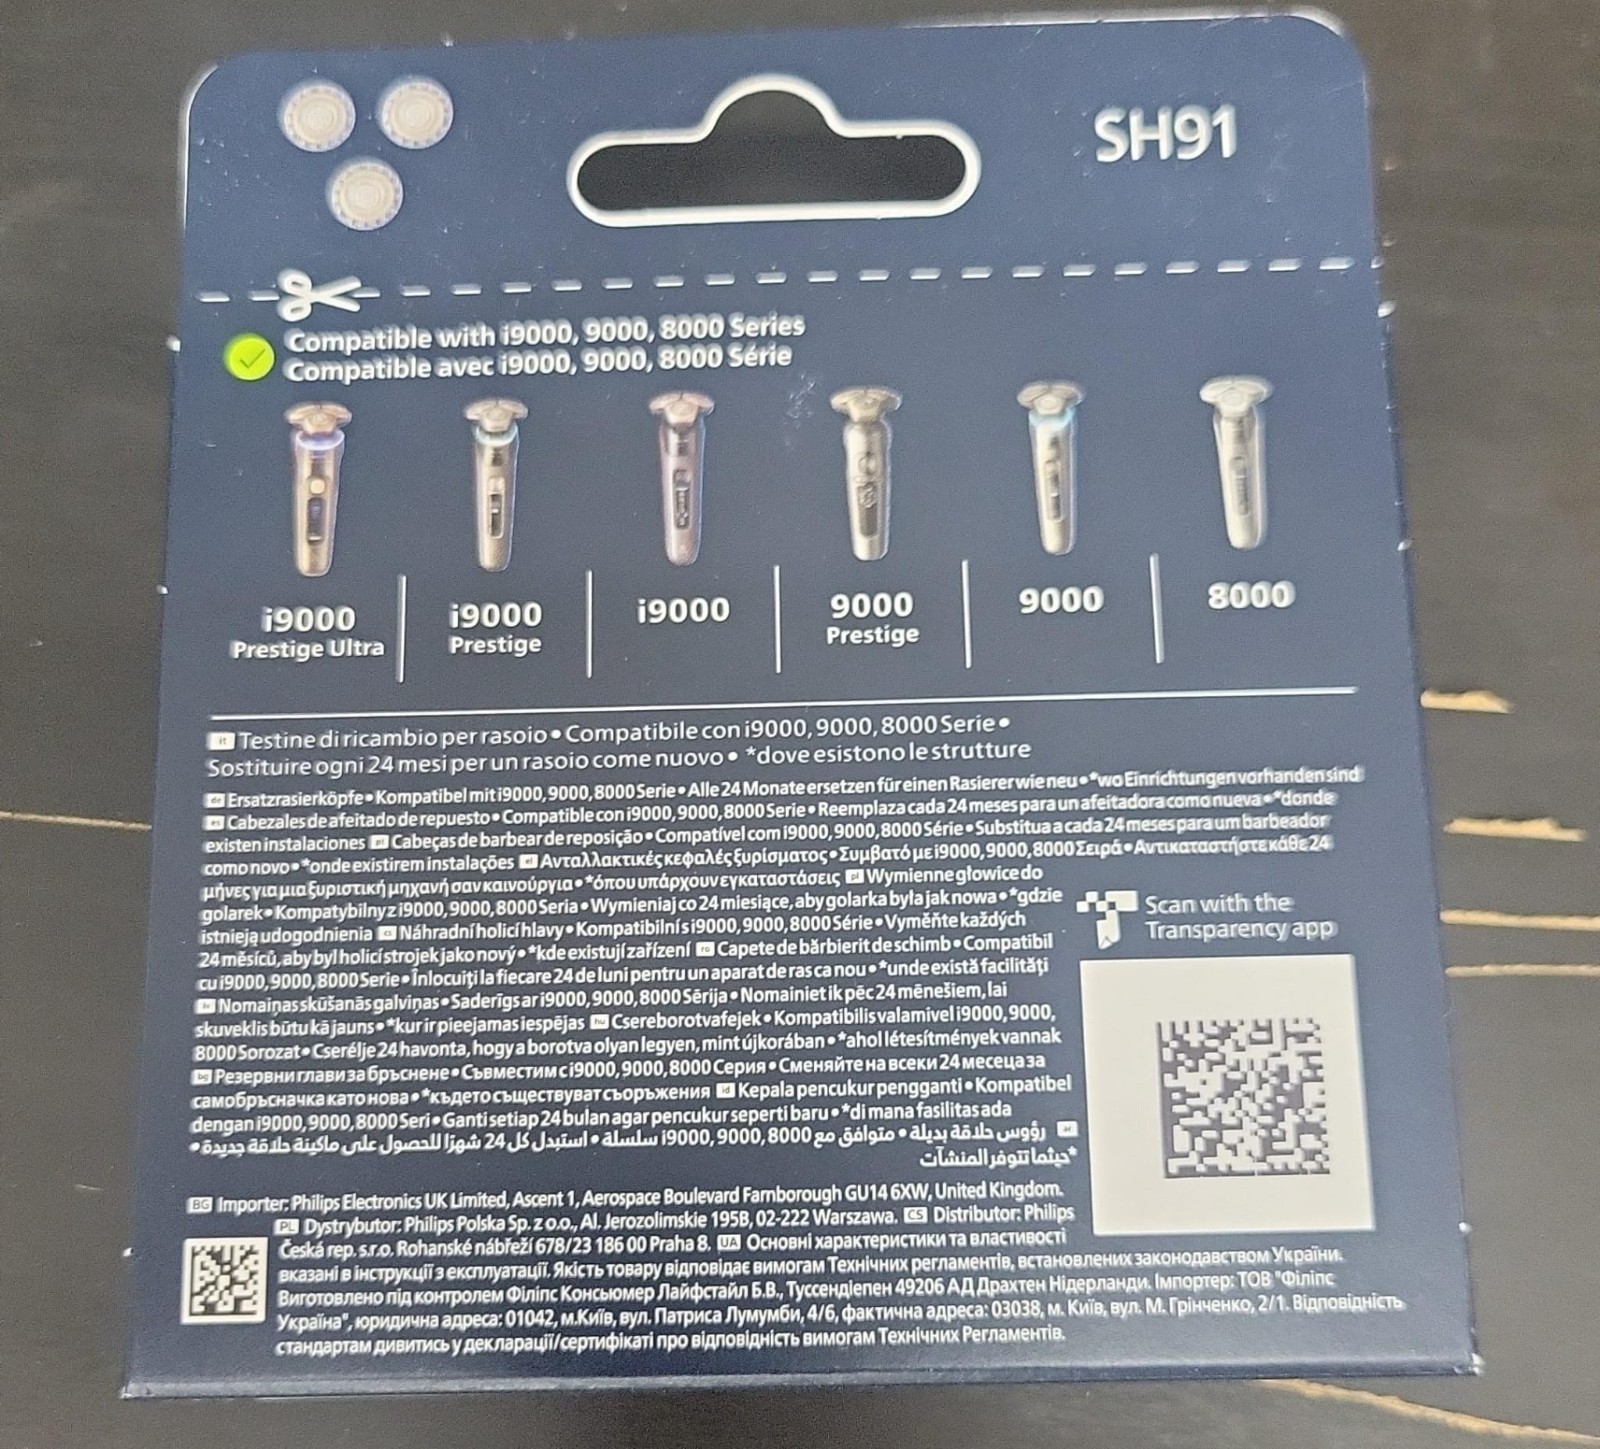 SH91
Compatible with i9000, 9000, 8000 Series
Compatible avec i9000, 9000, 8000 Série
i9000
Prestige Ultra
i9000
Prestige
i9000
9000
Prestige
9000
8000
it Testine di ricambio per rasoio • Compatibile con i9000, 9000, 8000 Serie •
Sostituire ogni 24 mesi per un rasoio come nuovo • *dove esistono le strutture
de Ersatzrasierköpfe • Kompatibel mit i9000, 9000, 8000 Serie • Alle 24 Monate ersetzen für einen Rasierer wie neu • *wo Einrichtungen vorhanden sind
es Cabezales de afeitado de repuesto • Compatible con i9000, 9000, 8000 Serie • Reemplaza cada 24 meses para un afeitadora como nueva • *donde
existen instalaciones pt Cabeças de barbear de reposição • Compatível com i9000, 9000, 8000 Série • Substitua a cada 24 meses para um barbeador
como novo • *onde existirem instalações el Ανταλλακτικές κεφαλές ξυρίσματος • Συμβατό με i9000, 9000, 8000 Σειρά • Αντικαταστήστε κάθε 24
μήνες για μια ξυριστική μηχανή σαν καινούργια • *όπου υπάρχουν εγκαταστάσεις pl Wymienne głowice do
golarek • Kompatybilny z i9000, 9000, 8000 Seria • Wymieniaj co 24 miesiące, aby golarka była jak nowa • *gdzie
istnieją udogodnienia cs Náhradní holicí hlavy • Kompatibilní s i9000, 9000, 8000 Série • Vyměňte každých
24 měsíců, aby byl holicí strojek jako nový • *kde existují zařízení ro Capete de bărbierit de schimb • Compatibil
cu i9000, 9000, 8000 Serie • Înlocuiți la fiecare 24 de luni pentru un aparat de ras ca nou • *unde există facilități
lv Nomaiņas skūšanās galviņas • Saderīgs ar i9000, 9000, 8000 Sērija • Nomainiet ik pēc 24 mēnešiem, lai
skuveklis būtu kā jauns • *kur ir pieejamas iespējas hu Csereborotvafejek • Kompatibilis valamivel i9000, 9000,
8000 Sorozat • Cserélje 24 havonta, hogy a borotva olyan legyen, mint újkorában • *ahol létesítmények vannak
bg Резервни глави за бръснене • Съвместим с i9000, 9000, 8000 Серия • Сменяйте на всеки 24 месеца за
самобръсначка като нова • *където съществуват съоръжения id Kepala pencukur pengganti • Kompatibel
dengan i9000, 9000, 8000 Seri • Ganti setiap 24 bulan agar pencukur seperti baru • *di mana fasilitas ada
ar رؤوس حلاقة بديلة • متوافق مع i9000, 9000, 8000 سلسلة • استبدل كل 24 شهرًا للحصول على ماكينة حلاقة جديدة •
*حيثما تتوفر المنشآت
Scan with the
Transparency app
BG Importer: Philips Electronics UK Limited, Ascent 1, Aerospace Boulevard Farnborough GU14 6XW, United Kingdom.
PL Dystrybutor: Philips Polska Sp. z o.o., Al. Jerozolimskie 195B, 02-222 Warszawa. CS Distributor: Philips
Česká rep. s.r.o. Rohanské nábřeží 678/23 186 00 Praha 8. UA Основні характеристики та властивості
вказані в інструкції з експлуатації. Якість товару відповідає вимогам Технічних регламентів, встановлених законодавством України.
Виготовлено під контролем Філіпс Консьюмер Лайфстайл Б.В., Туссендіепен 49206 АД Драхтен Нідерланди. Імпортер: ТОВ "Філіпс
Україна", юридична адреса: 01042, м.Київ, вул. Патриса Лумумби, 4/6, фактична адреса: 03038, м. Київ, вул. М. Грінченко, 2/1. Відповідність
стандартам дивитись у декларації/сертифікаті про відповідність вимогам Технічних Регламентів.